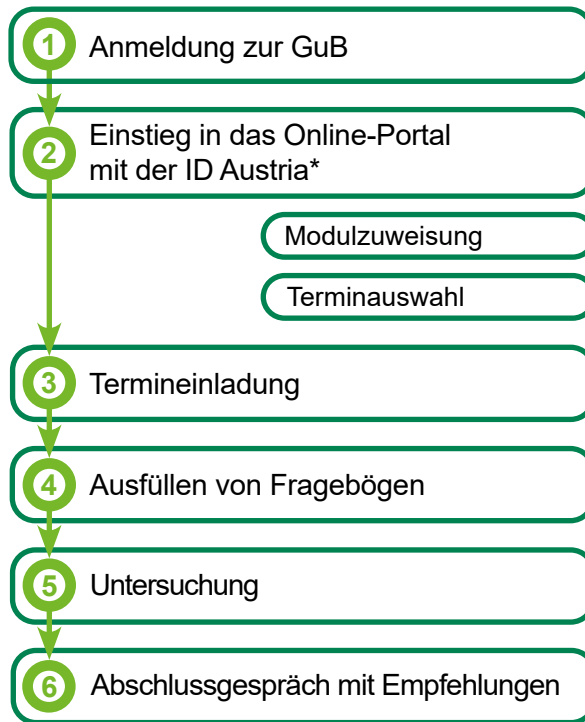 1 Anmeldung zur GuB
2 Einstieg in das Online-Portal
mit der ID Austria*
Modulzuweisung
Terminauswahl
3 Termineinladung
4 Ausfüllen von Fragebögen
5 Untersuchung
6 Abschlussgespräch mit Empfehlungen